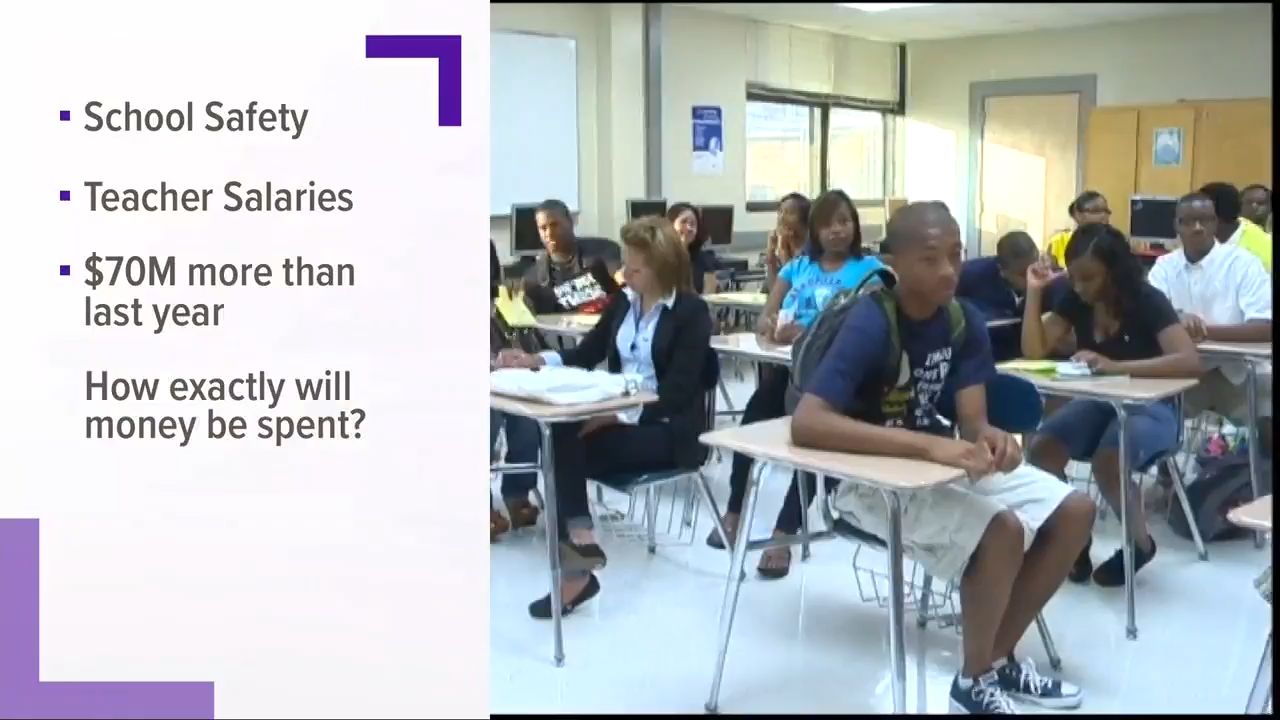 School Safety
Teacher Salaries
$70M more than
last year
How exactly will
money be spent?